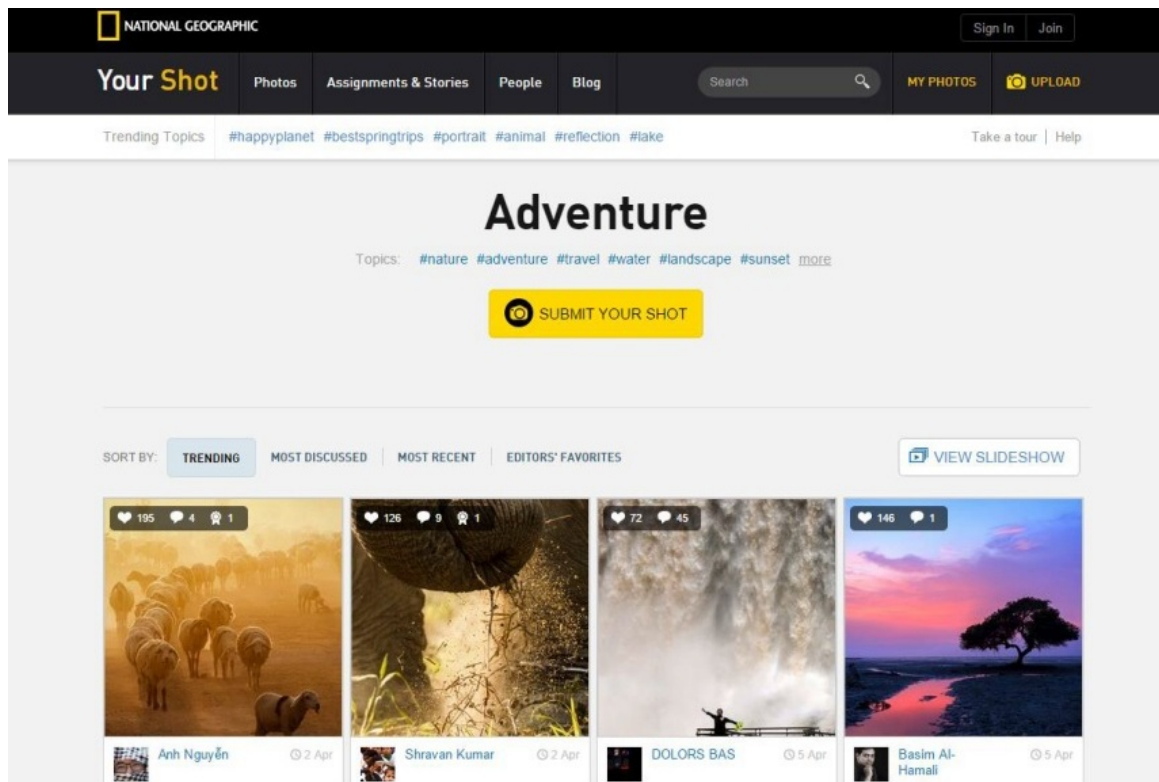 NATIONAL GEOGRAPHIC
Sign In Join
Your Shot Photos Assignments & Stories People Blog Search MY PHOTOS UPLOAD
Trending Topics #happyplanet #bestspringtrips #portrait #animal #reflection #lake Take a tour | Help
Adventure
Topics: #nature #adventure #travel #water #landscape #sunset more
SUBMIT YOUR SHOT
SORT BY: TRENDING MOST DISCUSSED MOST RECENT EDITORS' FAVORITES VIEW SLIDESHOW
195 4 1 126 9 1 72 45 146 1
Anh Nguyễn 2 Apr Shravan Kumar 2 Apr DOLORS BAS 5 Apr Basim Al- 5 Apr
Hamali